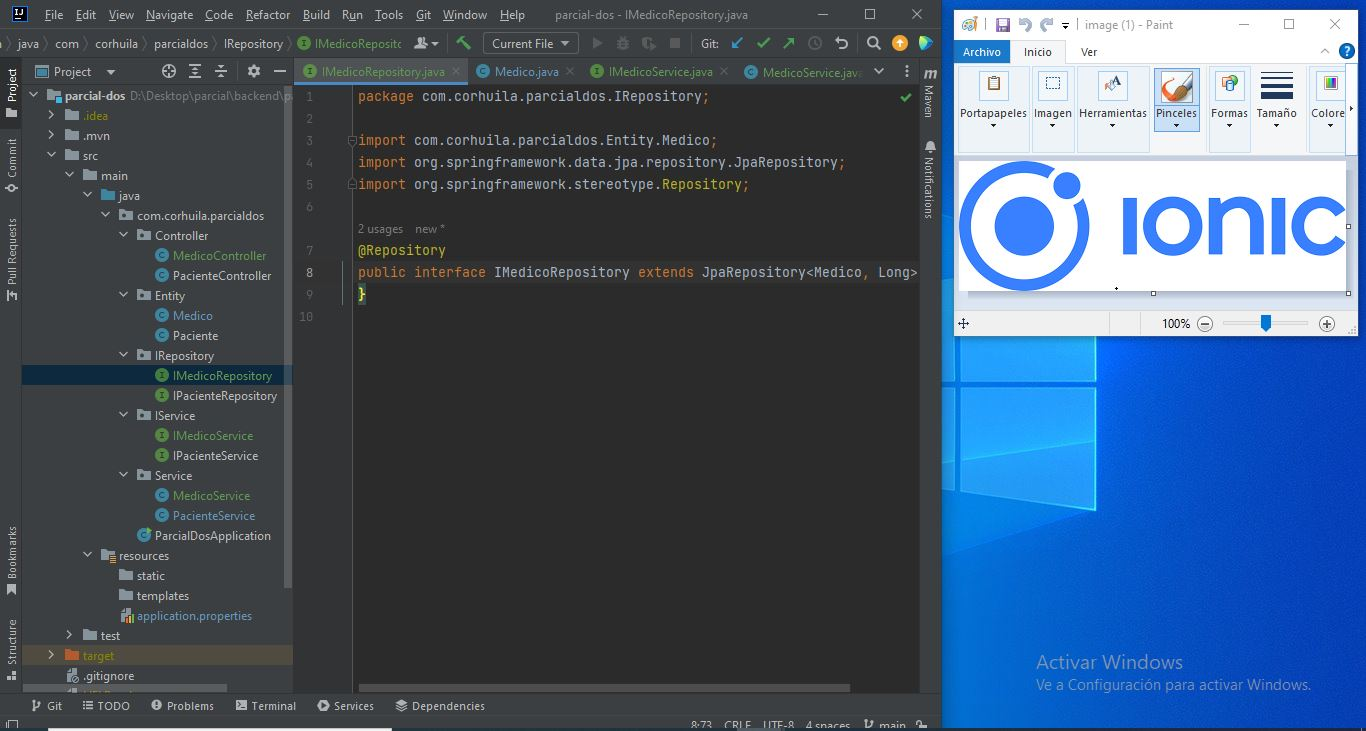 File Edit View Navigate Code Refactor Build Run Tools Git Window Help parcial-dos - IMedicoRepository.java
java com corhuila parcialdos IRepository IMedicoReposito Current File Git:
Project
IMedicoRepository.java Medico.java IMedicoService.java MedicoService.java
Project
Commit
Pull Requests
Bookmarks
Structure
parcial-dos D:\Desktop\parcial\backend\p
.idea
.mvn
src
main
java
com.corhuila.parcialdos
Controller
MedicoController
PacienteController
Entity
Medico
Paciente
IRepository
IMedicoRepository
IPacienteRepository
IService
IMedicoService
IPacienteService
Service
MedicoService
PacienteService
ParcialDosApplication
resources
static
templates
application.properties
test
target
.gitignore
1 package com.corhuila.parcialdos.IRepository;
2
3 import com.corhuila.parcialdos.Entity.Medico;
4 import org.springframework.data.jpa.repository.JpaRepository;
5 import org.springframework.stereotype.Repository;
6
2 usages new *
7 @Repository
8 public interface IMedicoRepository extends JpaRepository<Medico, Long>
9 }
10
Maven
Notifications
Git TODO Problems Terminal Services Dependencies
8:73 CRLF UTF-8 4 spaces main
image (1) - Paint
Archivo Inicio Ver
Portapapeles Imagen Herramientas Pinceles Formas Tamaño Colore
ionic
100%
Activar Windows
Ve a Configuración para activar Windows.